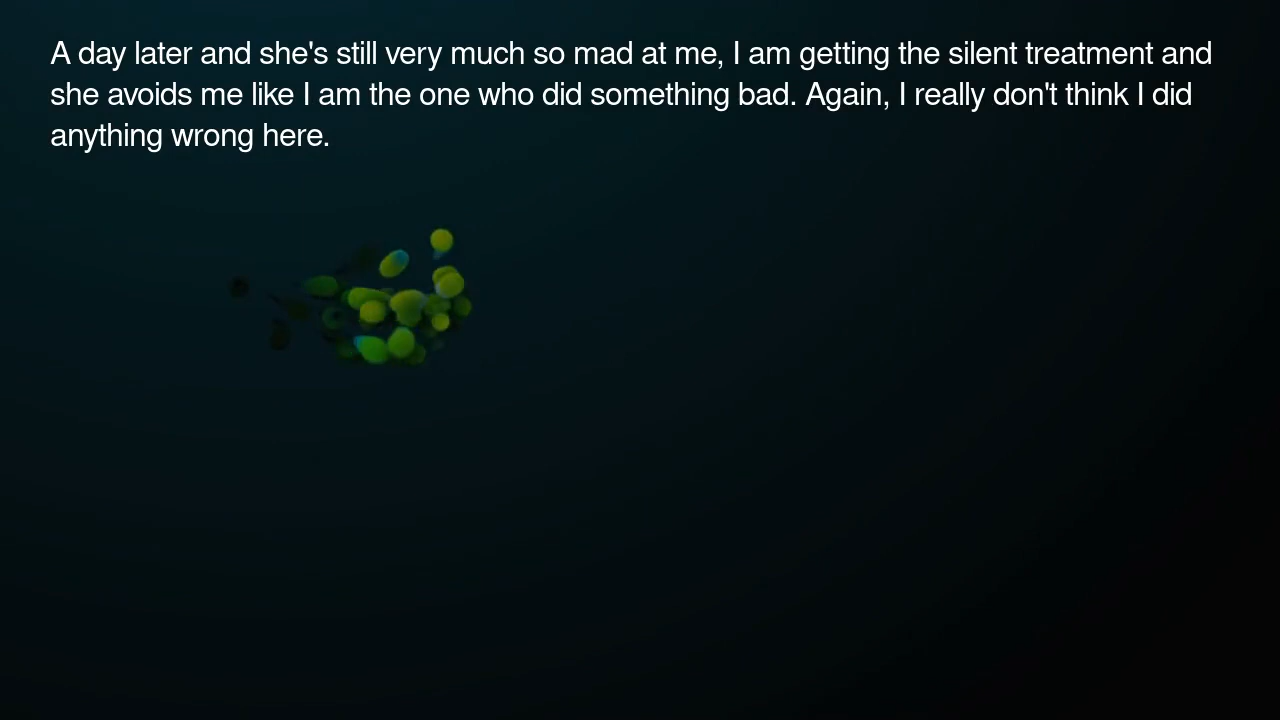 A day later and she's still very much so mad at me, I am getting the silent treatment and
she avoids me like I am the one who did something bad. Again, I really don't think I did
anything wrong here.